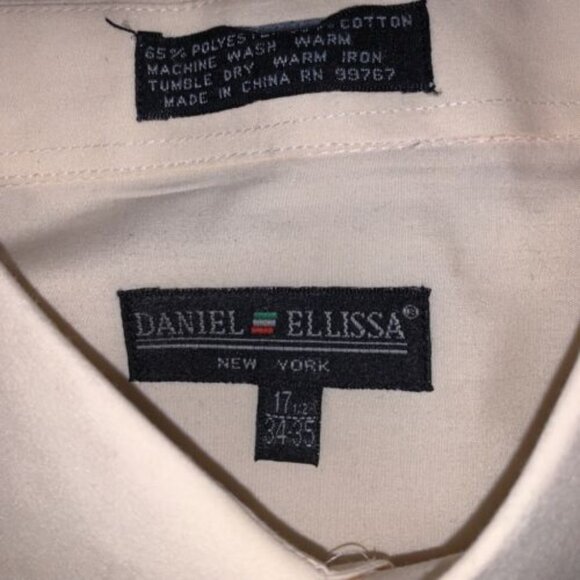 65% POLYESTER COTTON
MACHINE WASH WARM
TUMBLE DRY WARM IRON
MADE IN CHINA RN 99767
DANIEL ELLISSA®
NEW YORK
17 1/2
34-35